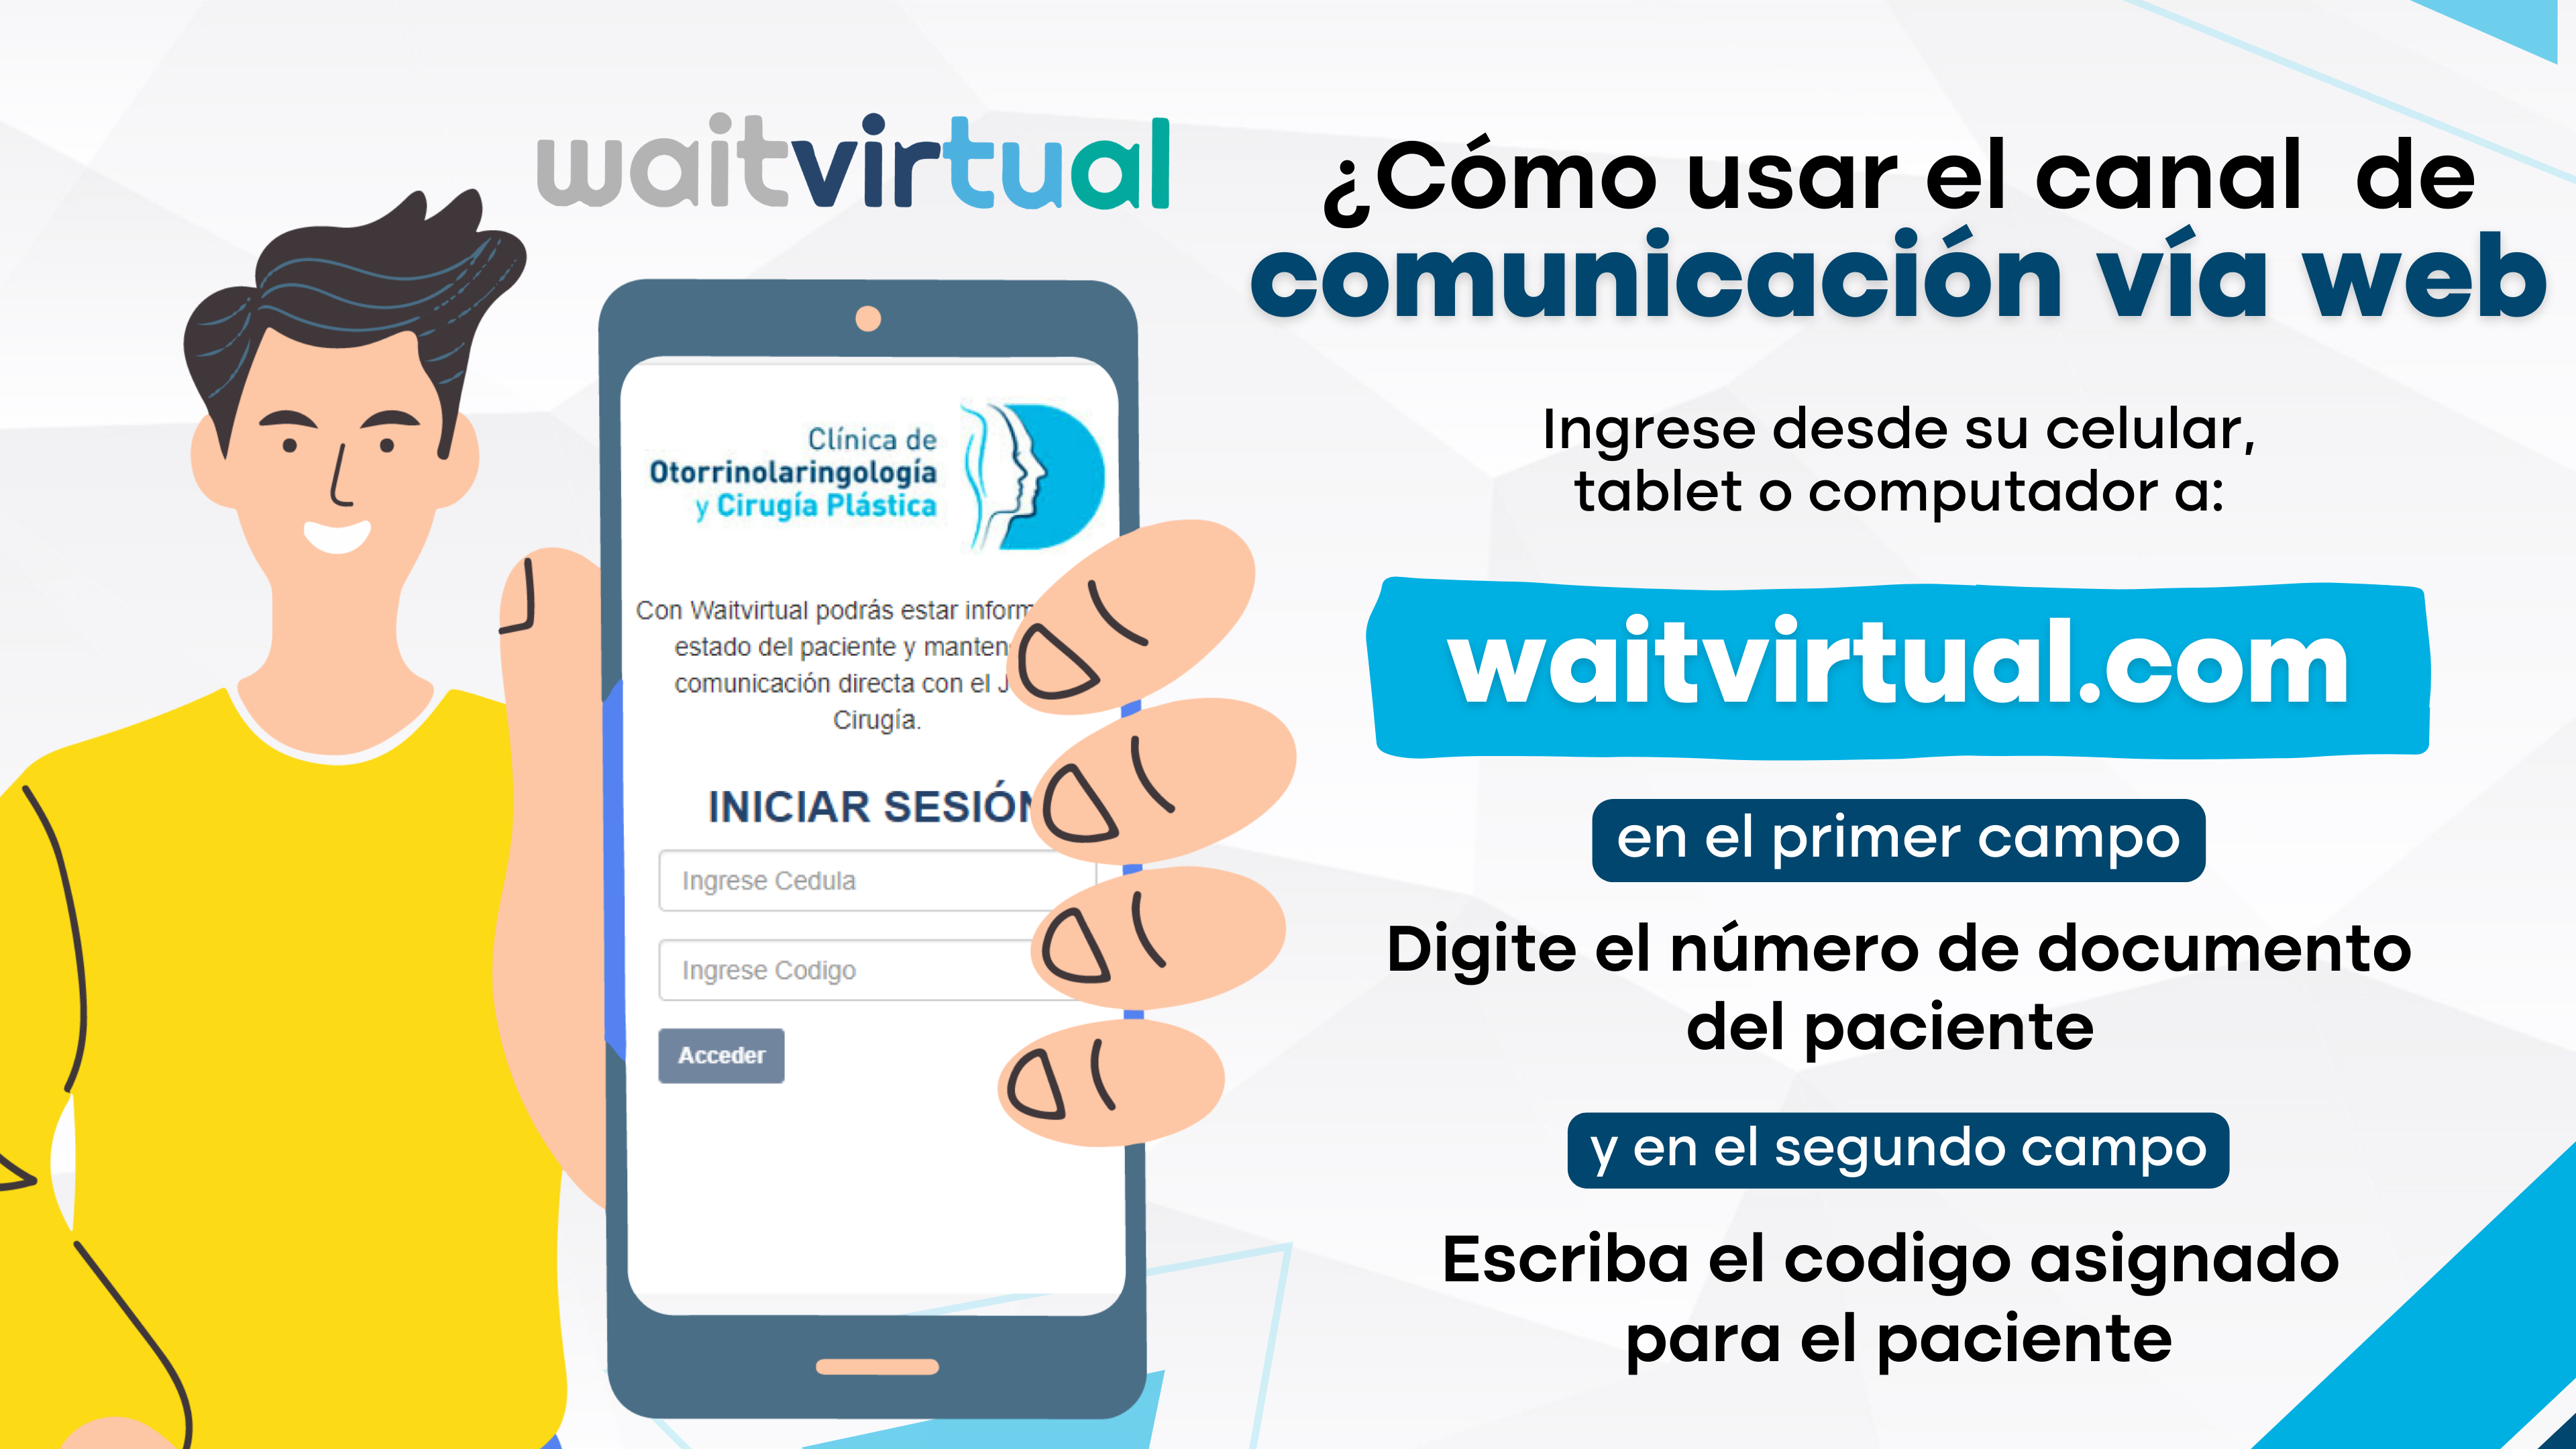 waitvirtual
¿Cómo usar el canal de
comunicación vía web
Ingrese desde su celular,
tablet o computador a:
waitvirtual.com
en el primer campo
Digite el número de documento
del paciente
y en el segundo campo
Escriba el codigo asignado
para el paciente
Clínica de
Otorrinolaringología
y Cirugía Plástica
Con Waitvirtual podrás estar
estado del paciente y
comunicación directa con el
Cirugía.
INICIAR SESIÓN
Ingrese Cedula
Ingrese Codigo
Acceder